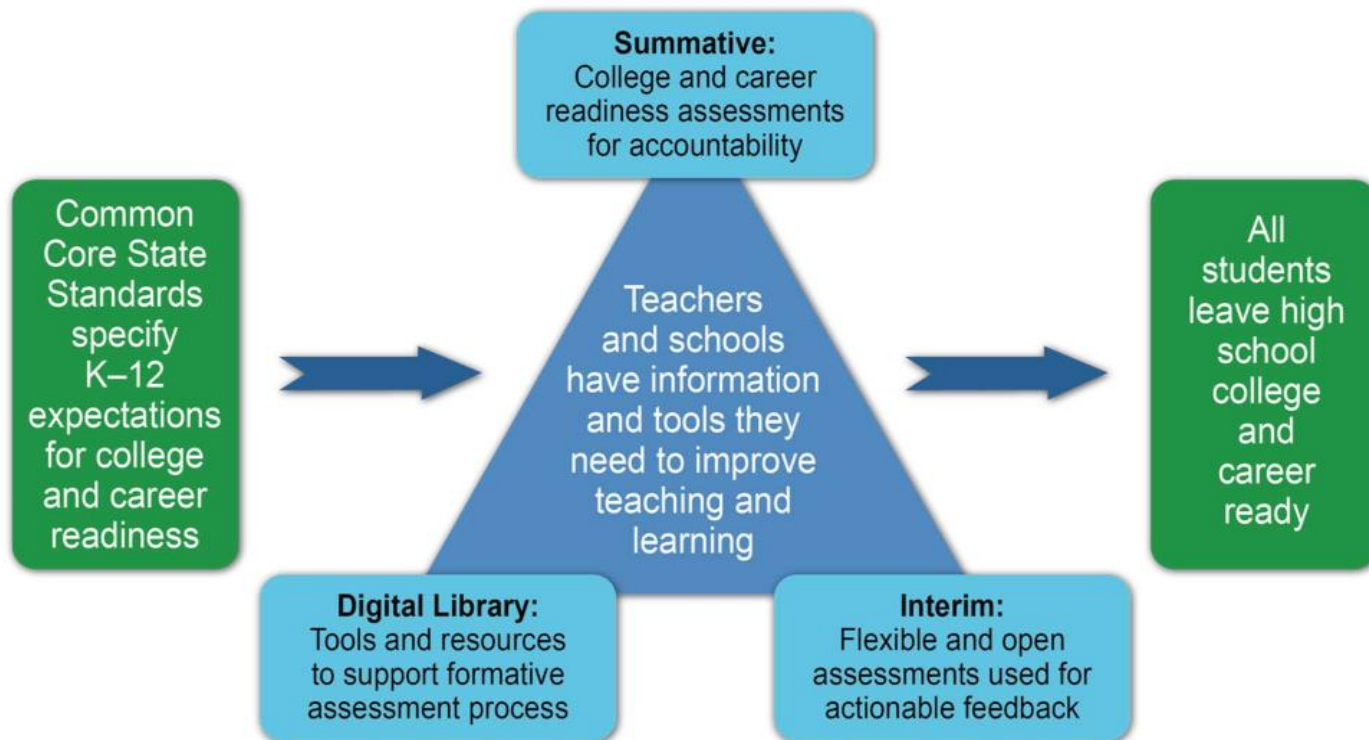 Summative:
College and career
readiness assessments
for accountability
Common
Core State
Standards
specify
K–12
expectations
for college
and career
readiness
Teachers
and schools
have information
and tools they
need to improve
teaching and
learning
All
students
leave high
school
college
and
career
ready
Digital Library:
Tools and resources
to support formative
assessment process
Interim:
Flexible and open
assessments used for
actionable feedback